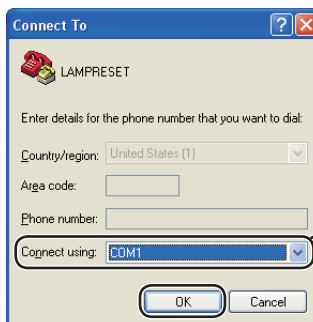 Connect To
LAMPRESET
Enter details for the phone number that you want to dial:
Country/region: United States (1)
Area code:
Phone number:
Connect using: COM1
OK Cancel